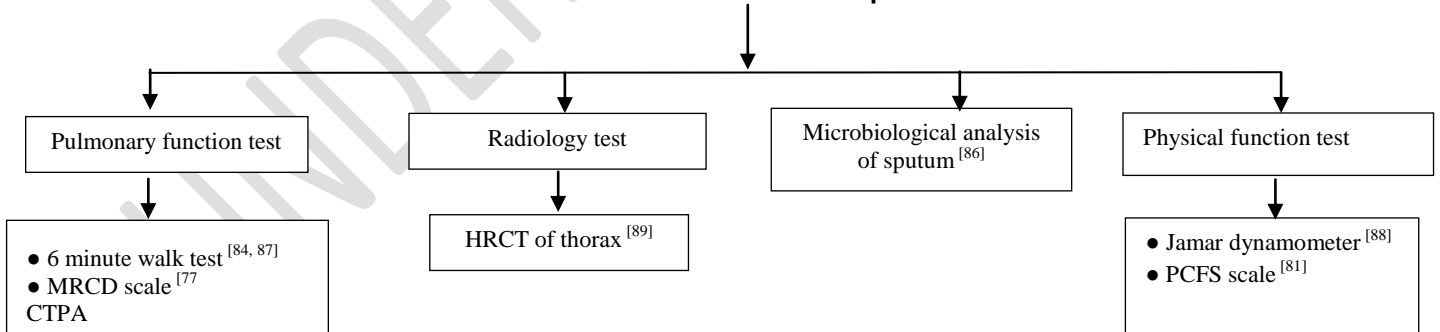 Pulmonary function test
Radiology test
Microbiological analysis
of sputum [86]
Physical function test
● 6 minute walk test [84, 87]
● MRCD scale [77
CTPA
HRCT of thorax [89]
● Jamar dynamometer [88]
● PCFS scale [81]